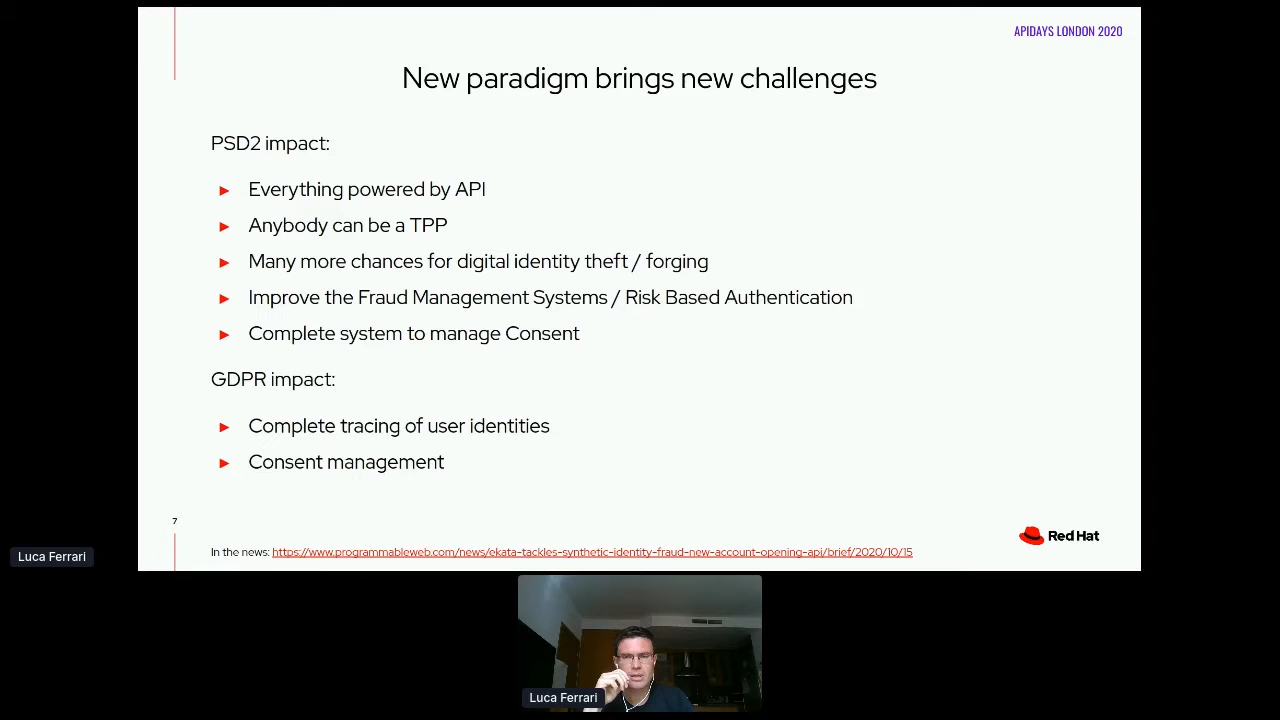 APIDAYS LONDON 2020
New paradigm brings new challenges
PSD2 impact:
► Everything powered by API
► Anybody can be a TPP
► Many more chances for digital identity theft / forging
► Improve the Fraud Management Systems / Risk Based Authentication
► Complete system to manage Consent
GDPR impact:
► Complete tracing of user identities
► Consent management
7
Red Hat
In the news: https://www.programmableweb.com/news/ekata-tackles-synthetic-identity-fraud-new-account-opening-api/brief/2020/10/15
Luca Ferrari
Luca Ferrari